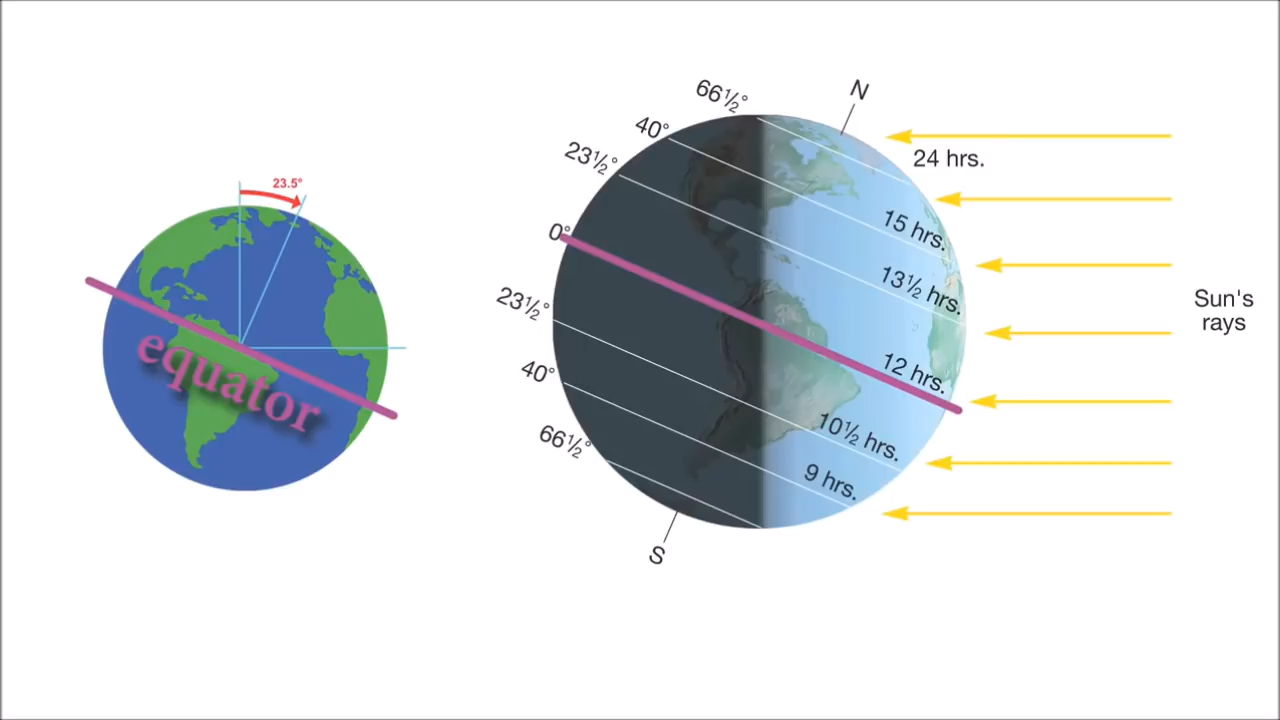 23.5°
equator
N
66½°
40°
23½°
0°
23½°
40°
66½°
S
24 hrs.
15 hrs.
13½ hrs.
12 hrs.
10½ hrs.
9 hrs.
Sun's
rays